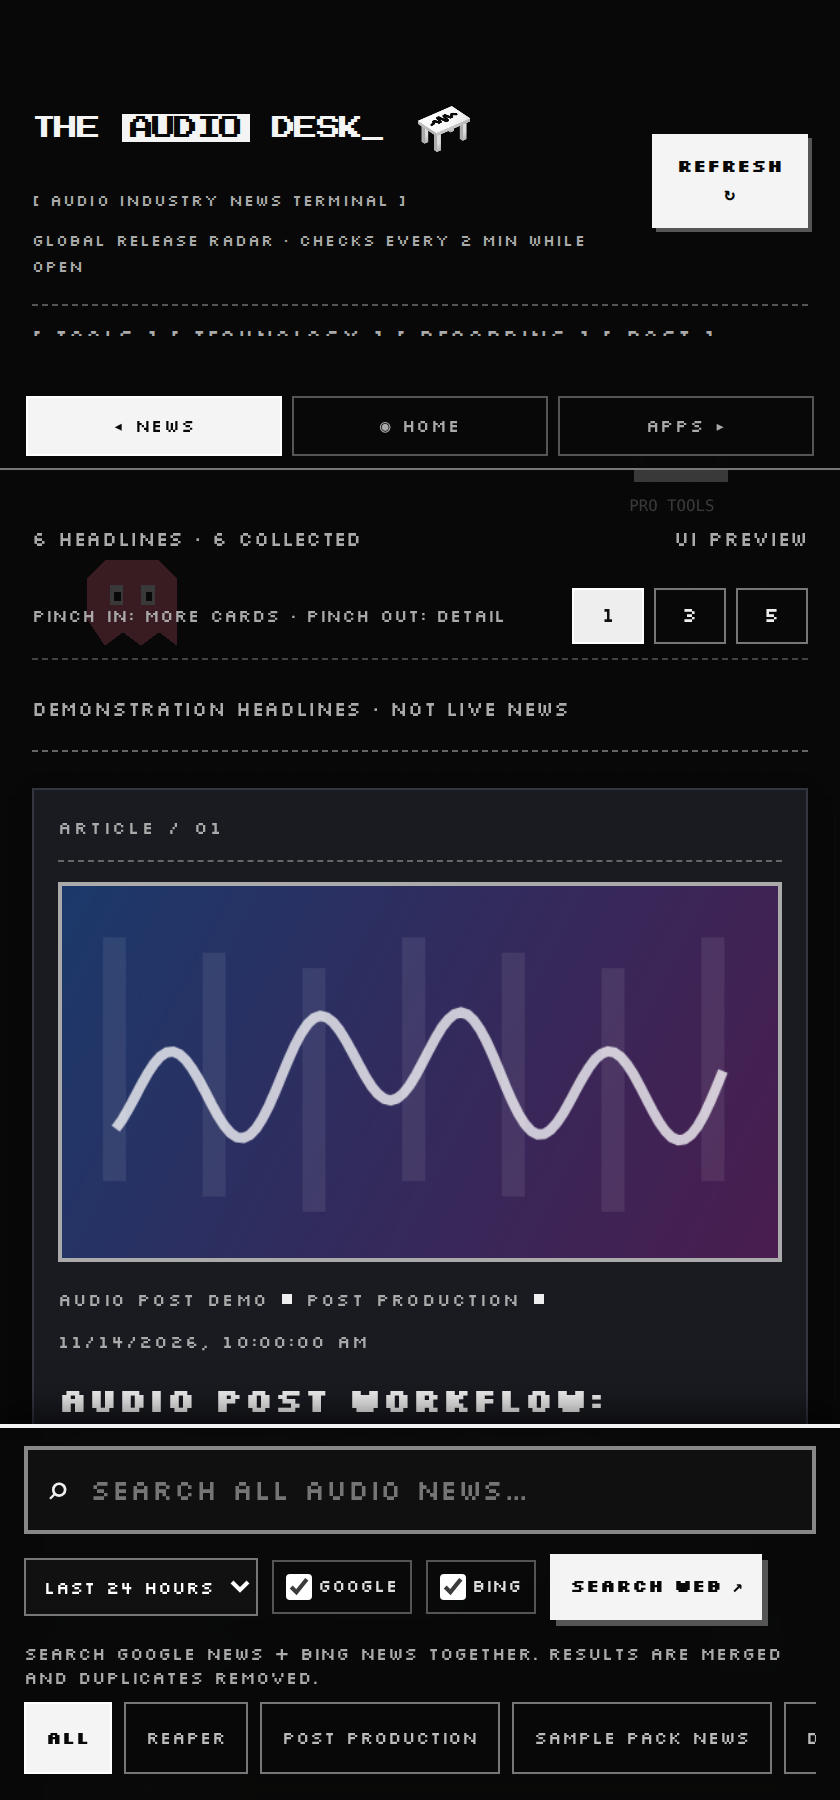 THE AUDIO DESK_
REFRESH
↻
[ AUDIO INDUSTRY NEWS TERMINAL ]
GLOBAL RELEASE RADAR · CHECKS EVERY 2 MIN WHILE
OPEN
[ TOOLS ] [ TECHNOLOGY ] [ RECORDING ] [ POST ]
◂ NEWS
◉ HOME
APPS ▸
PRO TOOLS
6 HEADLINES · 6 COLLECTED
UI PREVIEW
PINCH IN: MORE CARDS · PINCH OUT: DETAIL
1
3
5
DEMONSTRATION HEADLINES · NOT LIVE NEWS
ARTICLE / 01
AUDIO POST DEMO ■ POST PRODUCTION ■
11/14/2026, 10:00:00 AM
AUDIO POST WORKFLOW:
SEARCH ALL AUDIO NEWS…
LAST 24 HOURS
GOOGLE
BING
SEARCH WEB ↗
SEARCH GOOGLE NEWS + BING NEWS TOGETHER. RESULTS ARE MERGED
AND DUPLICATES REMOVED.
ALL
REAPER
POST PRODUCTION
SAMPLE PACK NEWS